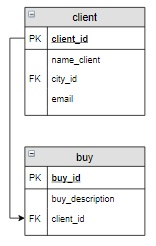 client
PK client_id
name_client
FK city_id
email
buy
PK buy_id
buy_description
FK client_id